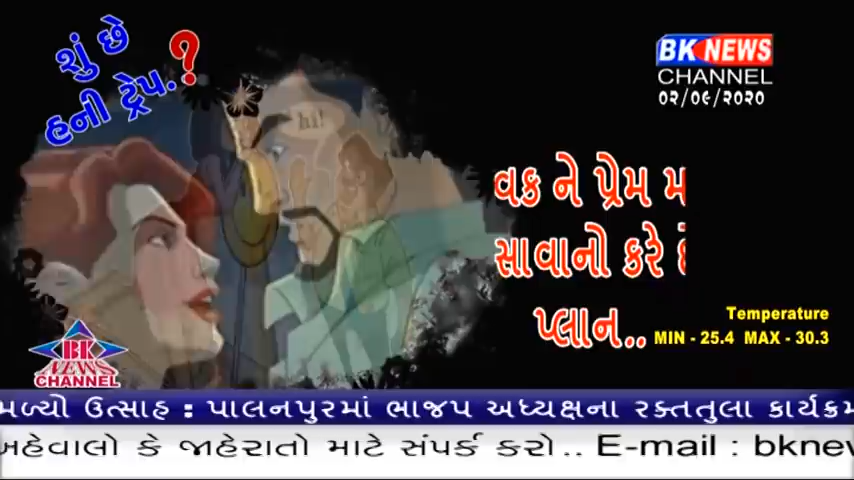 શું છે
હની ટ્રેપ..?
hi!
BK NEWS
CHANNEL
૦૨/૦૯/૨૦૨૦
વક ને પ્રેમ મ
સાવાનો કરે
પ્લાન..
Temperature
MIN - 25.4 MAX - 30.3
BK
NEWS
CHANNEL
મળ્યો ઉત્સાહ : પાલનપુરમાં ભાજપ અધ્યક્ષના રક્તતુલા કાર્યક્રમ
અહેવાલો કે જાહેરાતો માટે સંપર્ક કરો.. E-mail : bknew